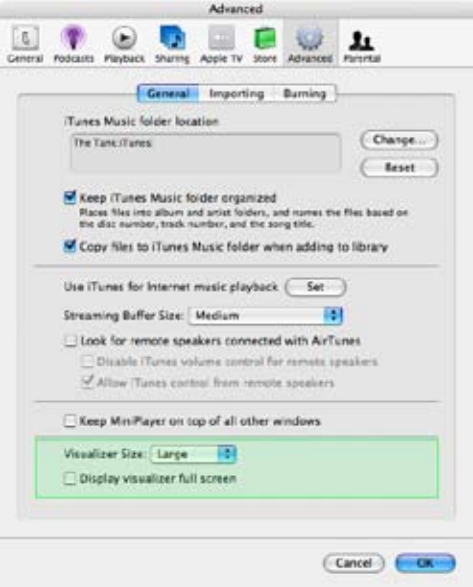 Advanced
General Podcasts Playback Sharing Apple TV Store Advanced Parental
General Importing Burning
iTunes Music folder location
The Tank:iTunes:
Change...
Reset
Keep iTunes Music folder organized
Places files into album and artist folders, and names the files based on
the disc number, track number, and the song title.
Copy files to iTunes Music folder when adding to library
Use iTunes for Internet music playback Set
Streaming Buffer Size: Medium
Look for remote speakers connected with AirTunes
Disable iTunes volume control for remote speakers
Allow iTunes control from remote speakers
Keep MiniPlayer on top of all other windows
Visualizer Size: Large
Display visualizer full screen
Cancel OK